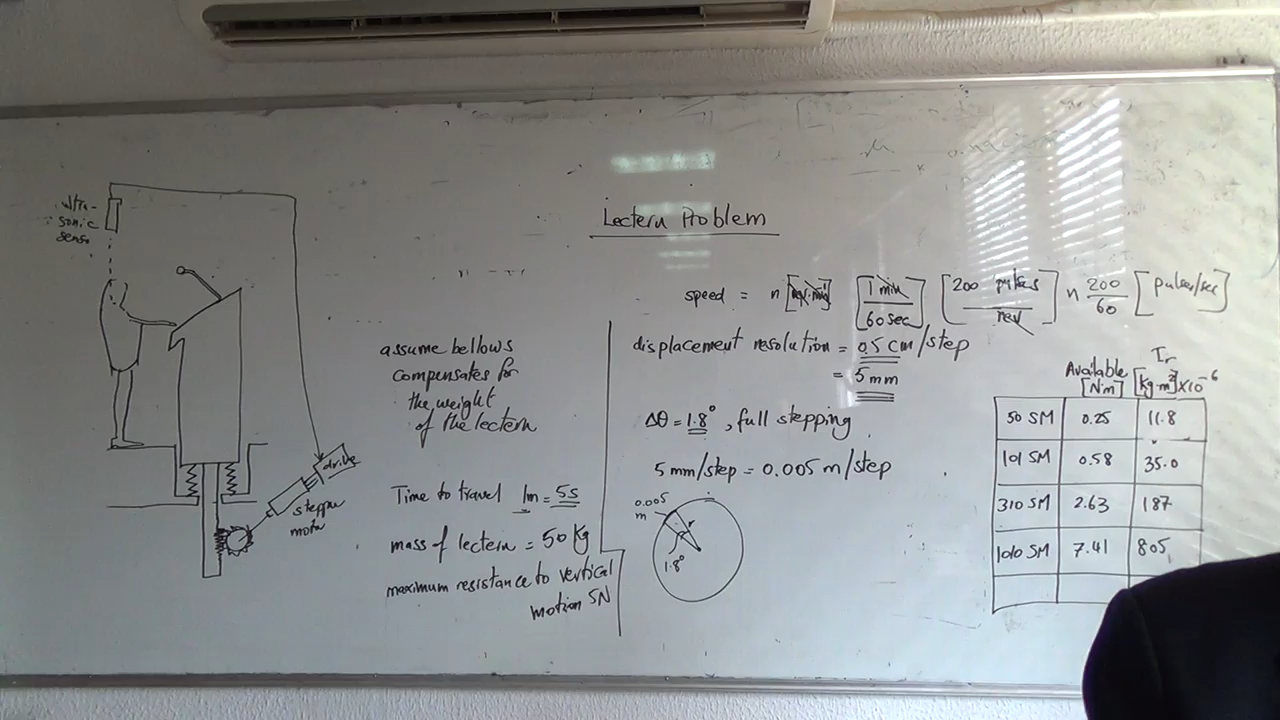 Lectern Problem
ultra-
sonic
sensor
drive
stepper
motor
assume bellows
compensates for
the weight
of the lectern
Time to travel 1m = 5s
mass of lectern = 50 Kg
maximum resistance to vertical
motion 5N
speed = n [rev/min] [1 min / 60 sec] [200 pulses / rev] n 200/60 [pulses/sec]
displacement resolution = 0.5 cm/step
= 5 mm
Δθ = 1.8°, full stepping
5 mm/step = 0.005 m/step
0.005
m
1.8°
Available [Nm] Ir [Kg·m²] ×10⁻⁶
50 SM 0.25 11.8
101 SM 0.58 35.0
310 SM 2.63 187
1010 SM 7.41 805